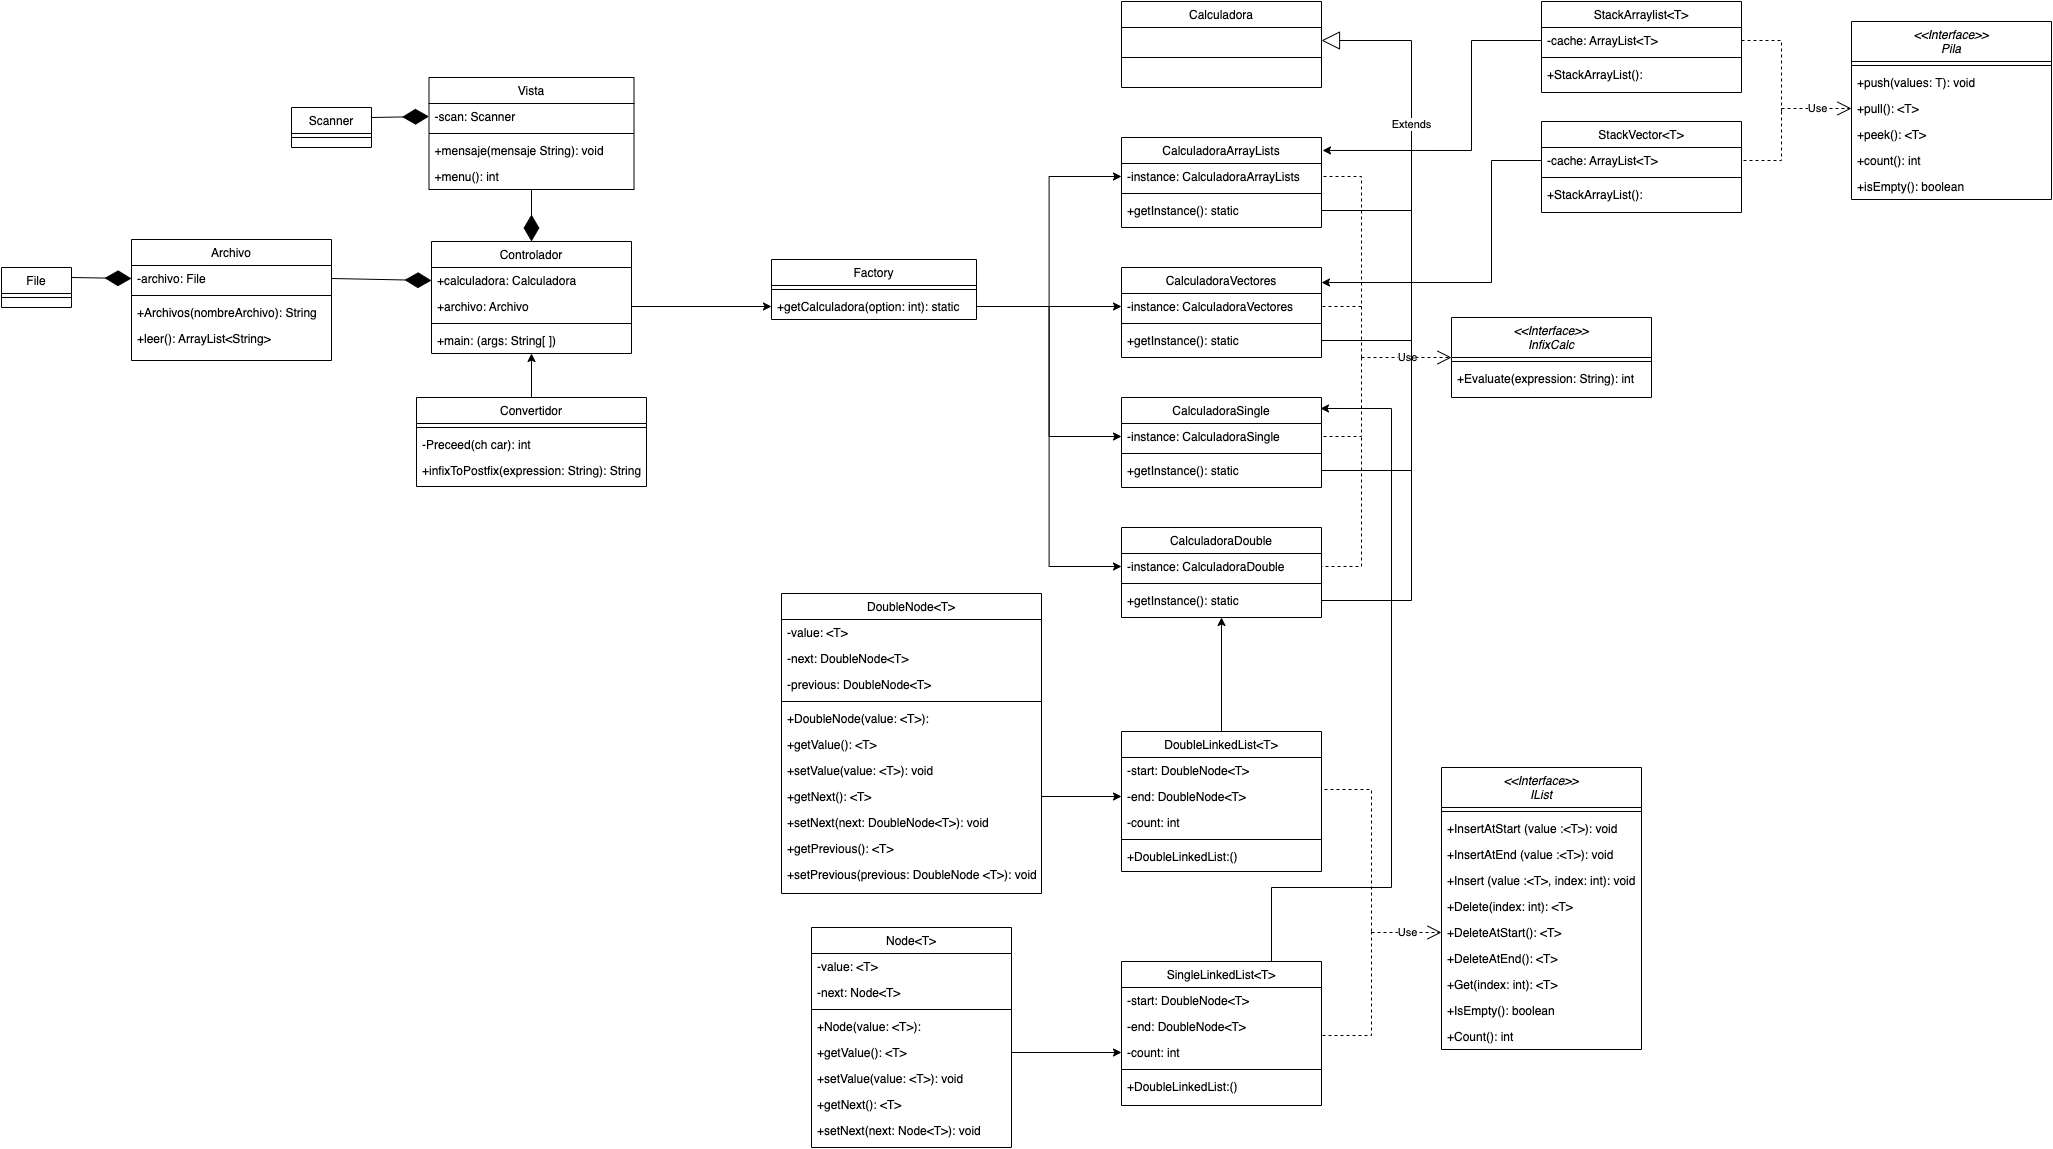 Calculadora
StackArraylist<T>
-cache: ArrayList<T>
+StackArrayList():
<<Interface>>
Pila
+push(values: T): void
+pull(): <T>
+peek(): <T>
+count(): int
+isEmpty(): boolean
Use
StackVector<T>
-cache: ArrayList<T>
+StackArrayList():
Extends
Scanner
Vista
-scan: Scanner
+mensaje(mensaje String): void
+menu(): int
File
Archivo
-archivo: File
+Archivos(nombreArchivo): String
+leer(): ArrayList<String>
Controlador
+calculadora: Calculadora
+archivo: Archivo
+main: (args: String[ ])
Convertidor
-Preceed(ch car): int
+infixToPostfix(expression: String): String
Factory
+getCalculadora(option: int): static
CalculadoraArrayLists
-instance: CalculadoraArrayLists
+getInstance(): static
CalculadoraVectores
-instance: CalculadoraVectores
+getInstance(): static
Use
<<Interface>>
InfixCalc
+Evaluate(expression: String): int
CalculadoraSingle
-instance: CalculadoraSingle
+getInstance(): static
CalculadoraDouble
-instance: CalculadoraDouble
+getInstance(): static
DoubleNode<T>
-value: <T>
-next: DoubleNode<T>
-previous: DoubleNode<T>
+DoubleNode(value: <T>):
+getValue(): <T>
+setValue(value: <T>): void
+getNext(): <T>
+setNext(next: DoubleNode<T>): void
+getPrevious(): <T>
+setPrevious(previous: DoubleNode <T>): void
DoubleLinkedList<T>
-start: DoubleNode<T>
-end: DoubleNode<T>
-count: int
+DoubleLinkedList:()
Use
<<Interface>>
IList
+InsertAtStart (value :<T>): void
+InsertAtEnd (value :<T>): void
+Insert (value :<T>, index: int): void
+Delete(index: int): <T>
+DeleteAtStart(): <T>
+DeleteAtEnd(): <T>
+Get(index: int): <T>
+IsEmpty(): boolean
+Count(): int
Node<T>
-value: <T>
-next: Node<T>
+Node(value: <T>):
+getValue(): <T>
+setValue(value: <T>): void
+getNext(): <T>
+setNext(next: Node<T>): void
SingleLinkedList<T>
-start: DoubleNode<T>
-end: DoubleNode<T>
-count: int
+DoubleLinkedList:()